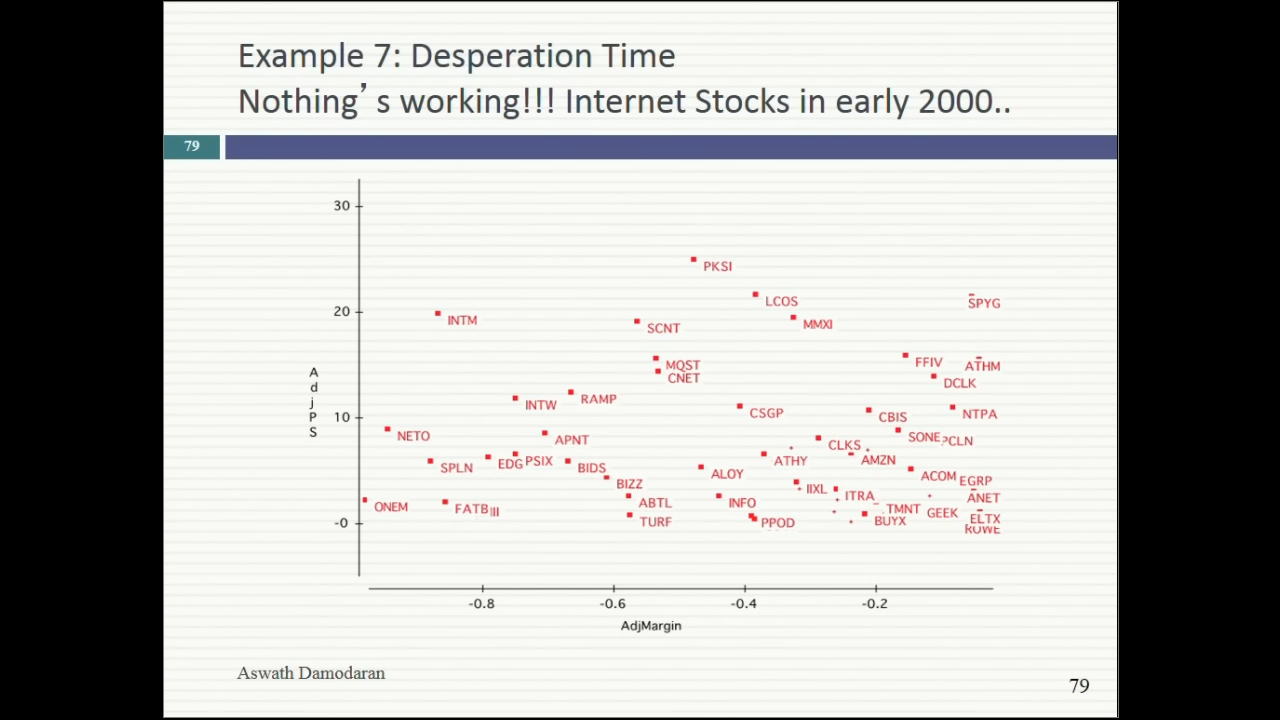 Example 7: Desperation Time
Nothing’s working!!! Internet Stocks in early 2000..
79
30
20
10
-0
AdjPS
PKSI
LCOS
SPYG
INTM
MMXI
SCNT
MQST
FFIV
ATHM
CNET
DCLK
RAMP
INTW
CSGP
NTPA
CBIS
NETO
APNT
SONE
PCLN
CLKS
EDG
PSIX
ATHY
AMZN
SPLN
BIDS
ALOY
ACOM
EGRP
BIZZ
IIXL
ITRA
ANET
ONEM
FATB
ABTL
INFO
TMNT
GEEK
TURF
PPOD
BUYX
ELTX
ROWE
-0.8
-0.6
-0.4
-0.2
AdjMargin
Aswath Damodaran
79